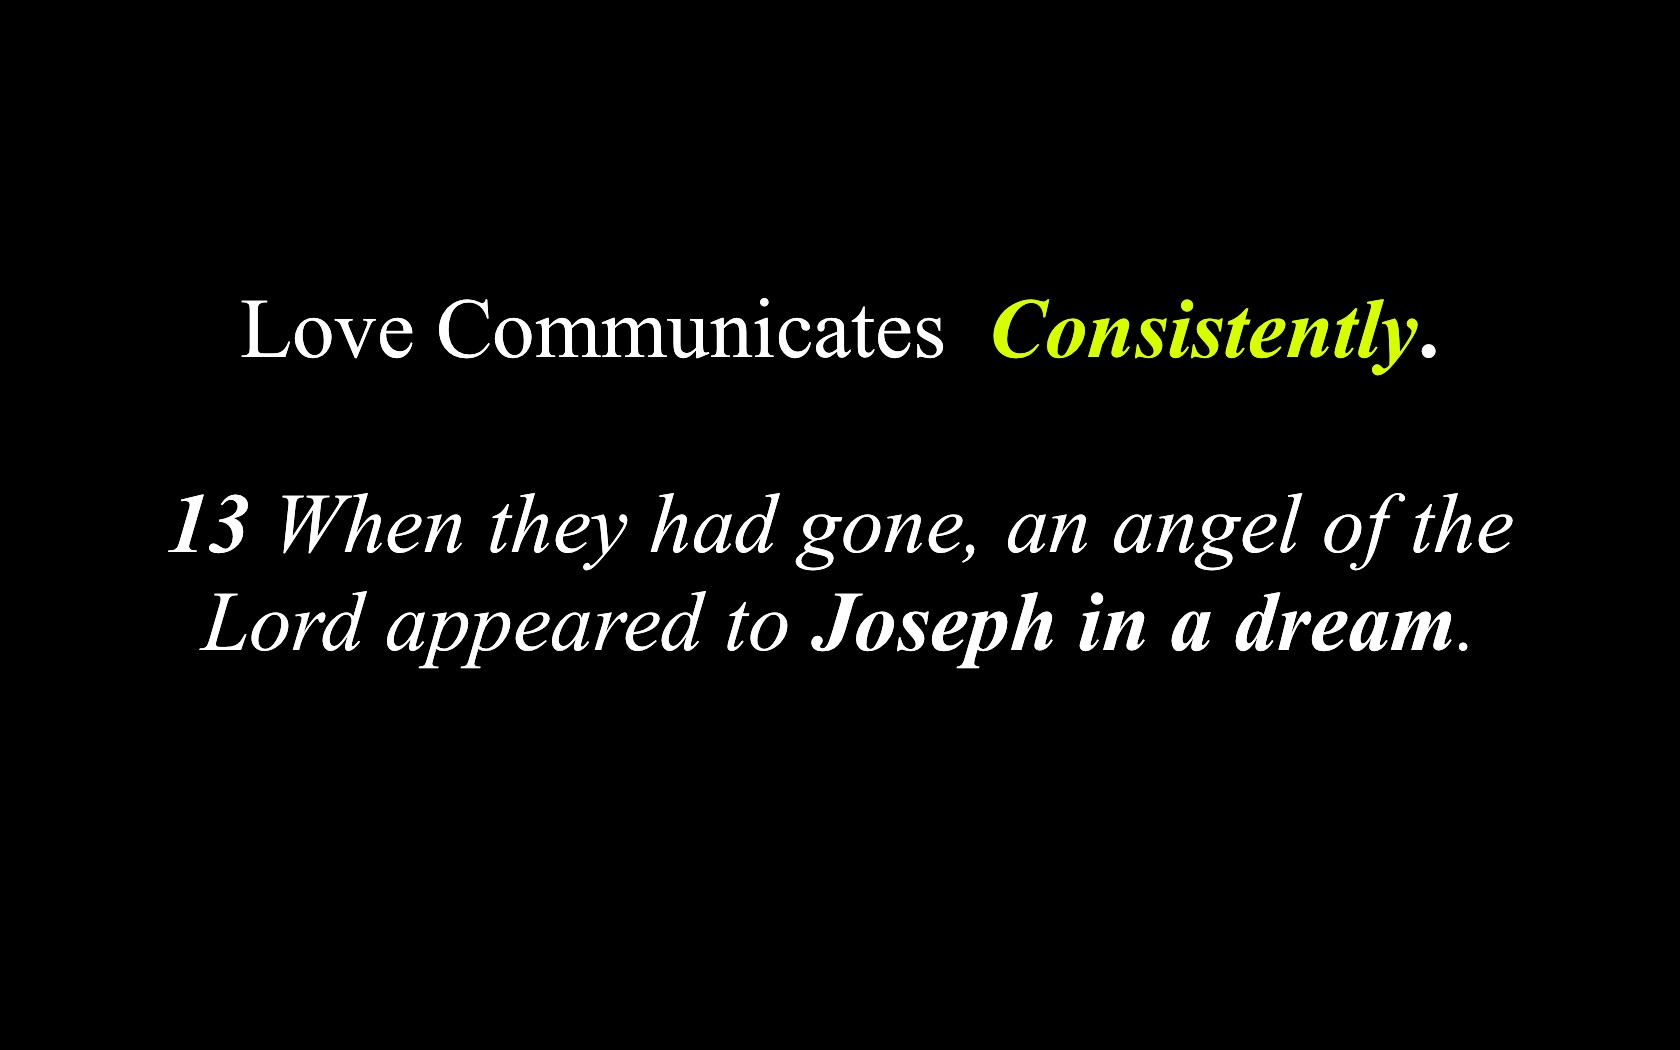 Love Communicates  Consistently.
13 When they had gone, an angel of the
Lord appeared to Joseph in a dream.